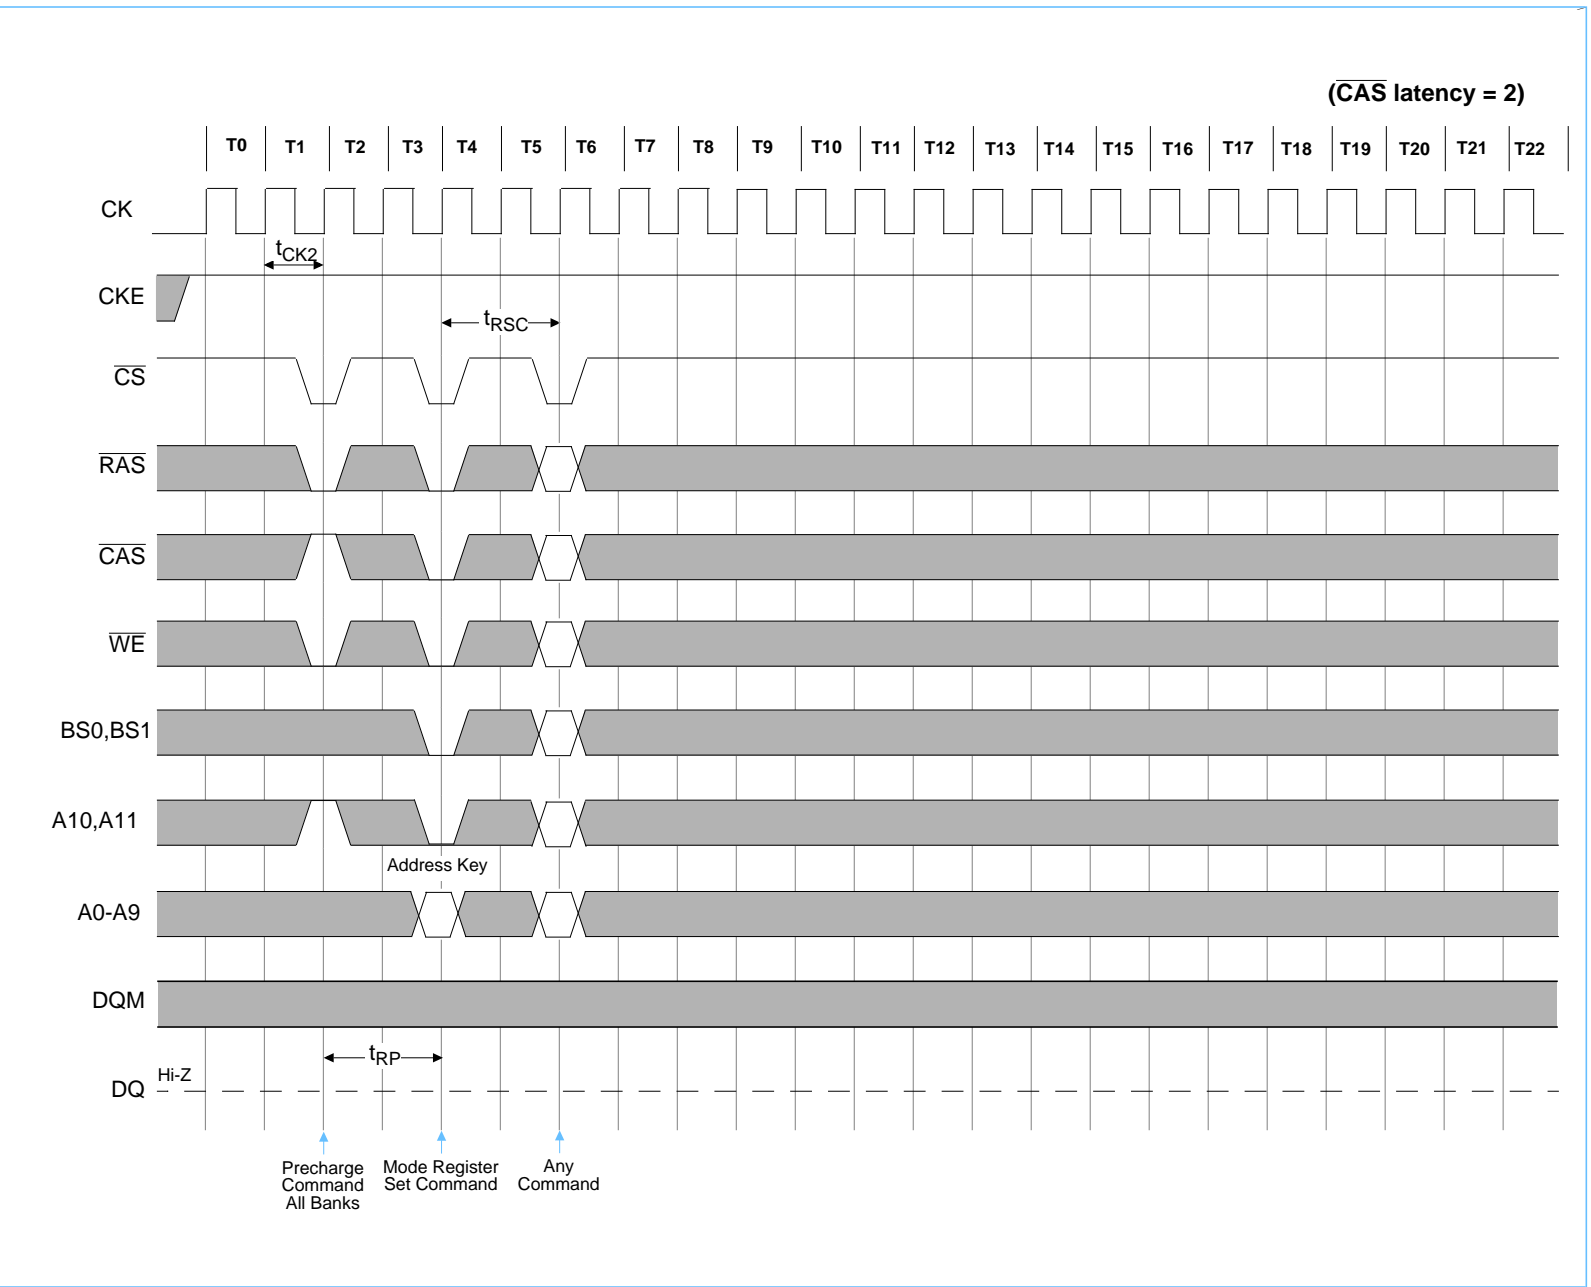 (CAS latency = 2)
T0 T1 T2 T3 T4 T5 T6 T7 T8 T9 T10 T11 T12 T13 T14 T15 T16 T17 T18 T19 T20 T21 T22
CK
tCK2
CKE
tRSC
CS
RAS
CAS
WE
BS0,BS1
A10,A11
Address Key
A0-A9
DQM
tRP
Hi-Z
DQ
Precharge
Command
All Banks
Mode Register
Set Command
Any
Command